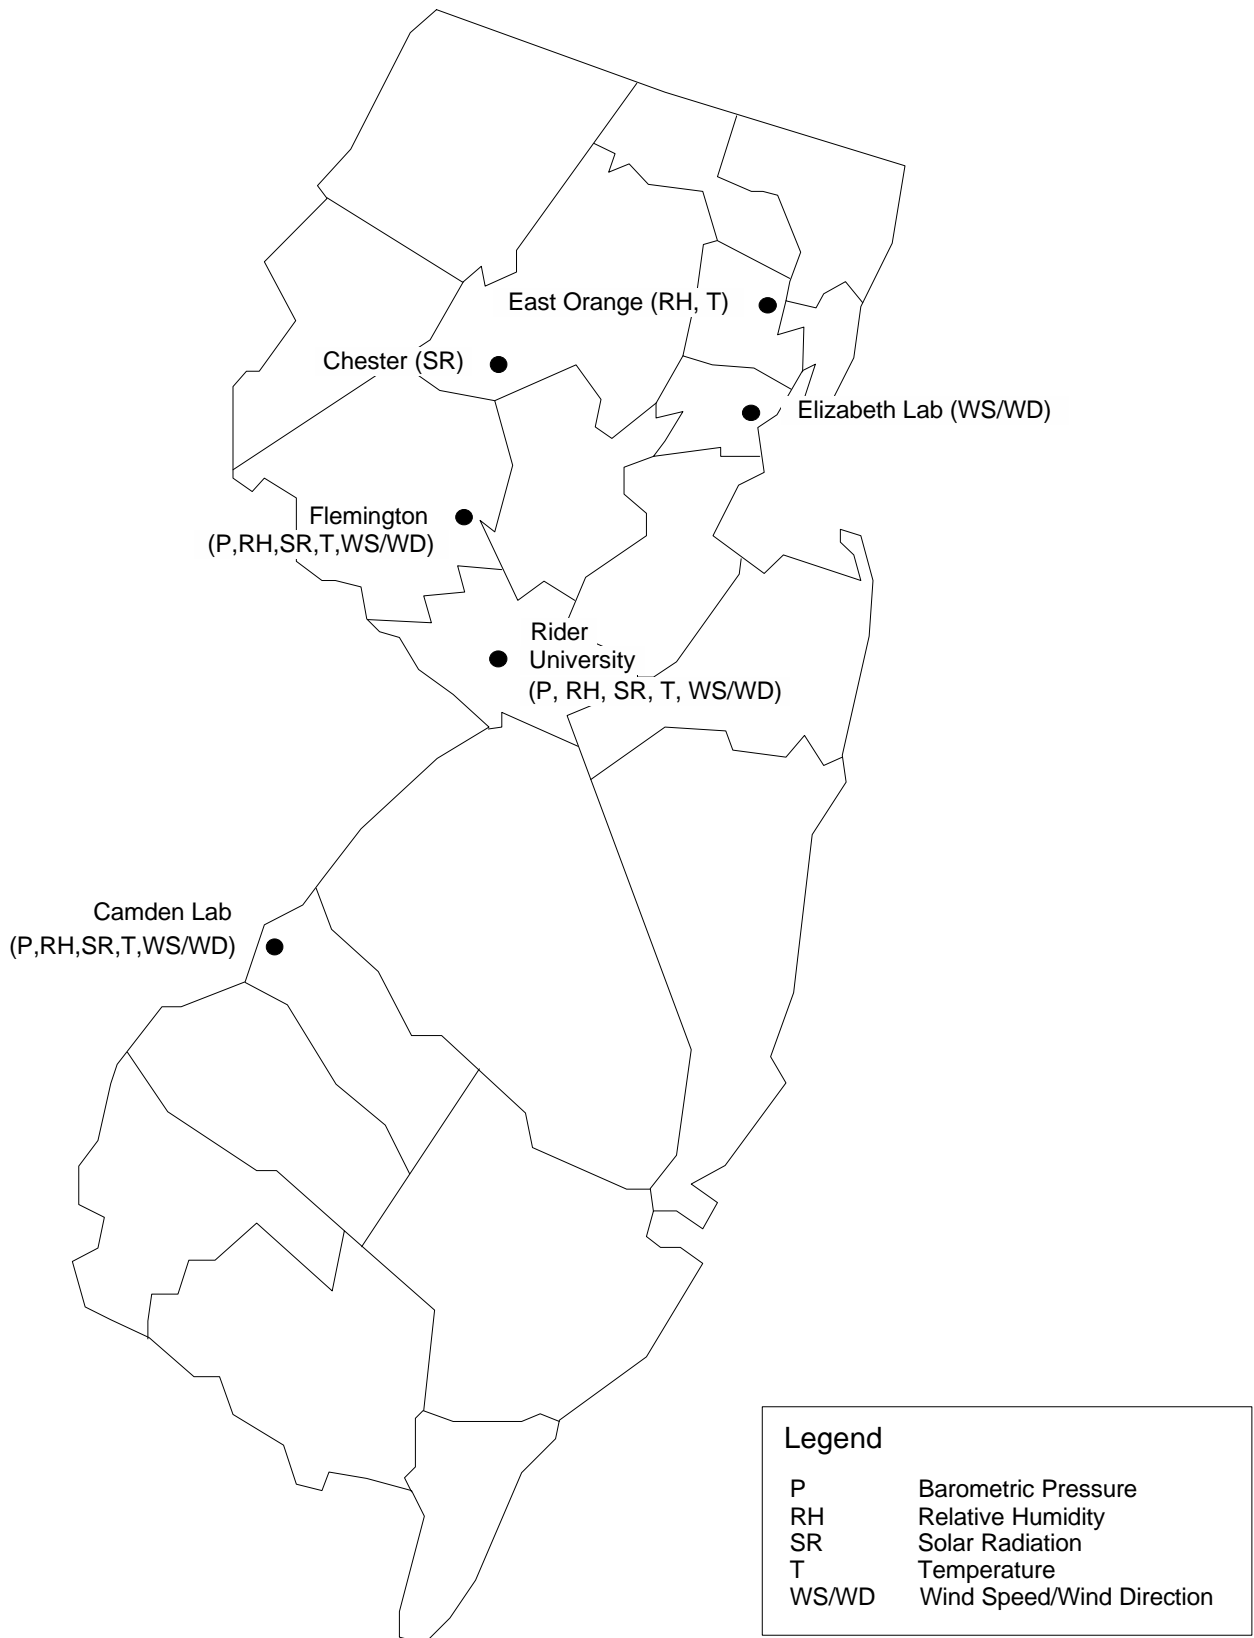 East Orange (RH, T)
Chester (SR)
Elizabeth Lab (WS/WD)
Flemington
(P,RH,SR,T,WS/WD)
Rider
University
(P, RH, SR, T, WS/WD)
Camden Lab
(P,RH,SR,T,WS/WD)
Legend
P Barometric Pressure
RH Relative Humidity
SR Solar Radiation
T Temperature
WS/WD Wind Speed/Wind Direction